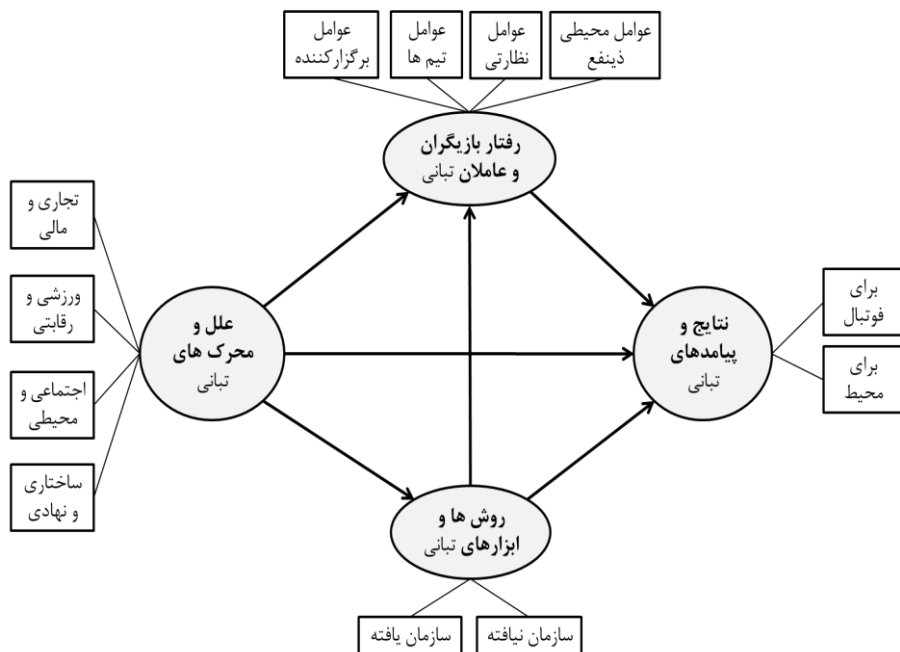 عوامل محیطی
ذینفع
عوامل
نظارتی
عوامل
تیم ها
عوامل
برگزارکننده
رفتار بازیگران
و عاملان تبانی
تجاری و
مالی
ورزشی و
رقابتی
اجتماعی و
محیطی
ساختاری
و نهادی
علل و
محرک های
تبانی
نتایج و
پیامدهای
تبانی
برای
فوتبال
برای
محیط
روش ها و
ابزارهای تبانی
سازمان نیافته
سازمان یافته